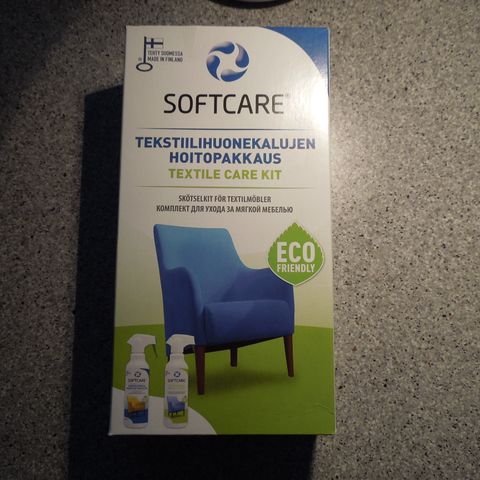 TEHTY SUOMESSA
MADE IN FINLAND
SOFTCARE®
TEKSTIILIHUONEKALUJEN
HOITOPAKKAUS
TEXTILE CARE KIT
SKÖTSELKIT FÖR TEXTILMÖBLER
КОМПЛЕКТ ДЛЯ УХОДА ЗА МЯГКОЙ МЕБЕЛЬЮ
ECO
FRIENDLY
SOFTCARE
SOFTCARE